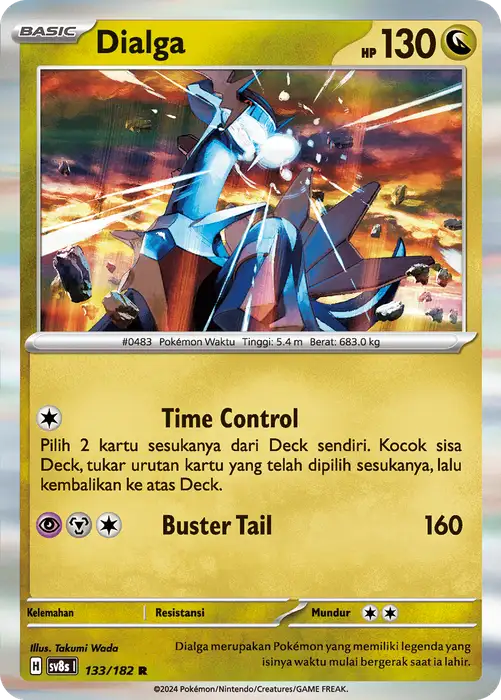 BASIC
Dialga
HP 130
#0483 Pokémon Waktu Tinggi: 5.4 m Berat: 683.0 kg
Time Control
Pilih 2 kartu sesukanya dari Deck sendiri. Kocok sisa
Deck, tukar urutan kartu yang telah dipilih sesukanya, lalu
kembalikan ke atas Deck.
Buster Tail 160
Kelemahan Resistansi Mundur
Illus. Takumi Wada
Dialga merupakan Pokémon yang memiliki legenda yang
isinya waktu mulai bergerak saat ia lahir.
H sv8s I 133/182 R
©2024 Pokémon/Nintendo/Creatures/GAME FREAK.